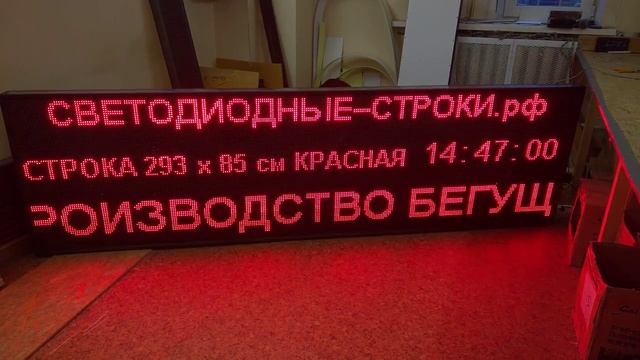 СВЕТОДИОДНЫЕ-СТРОКИ.рф
СТРОКА 293 х 85 см КРАСНАЯ 14:47:00
РОИЗВОДСТВО БЕГУЩ